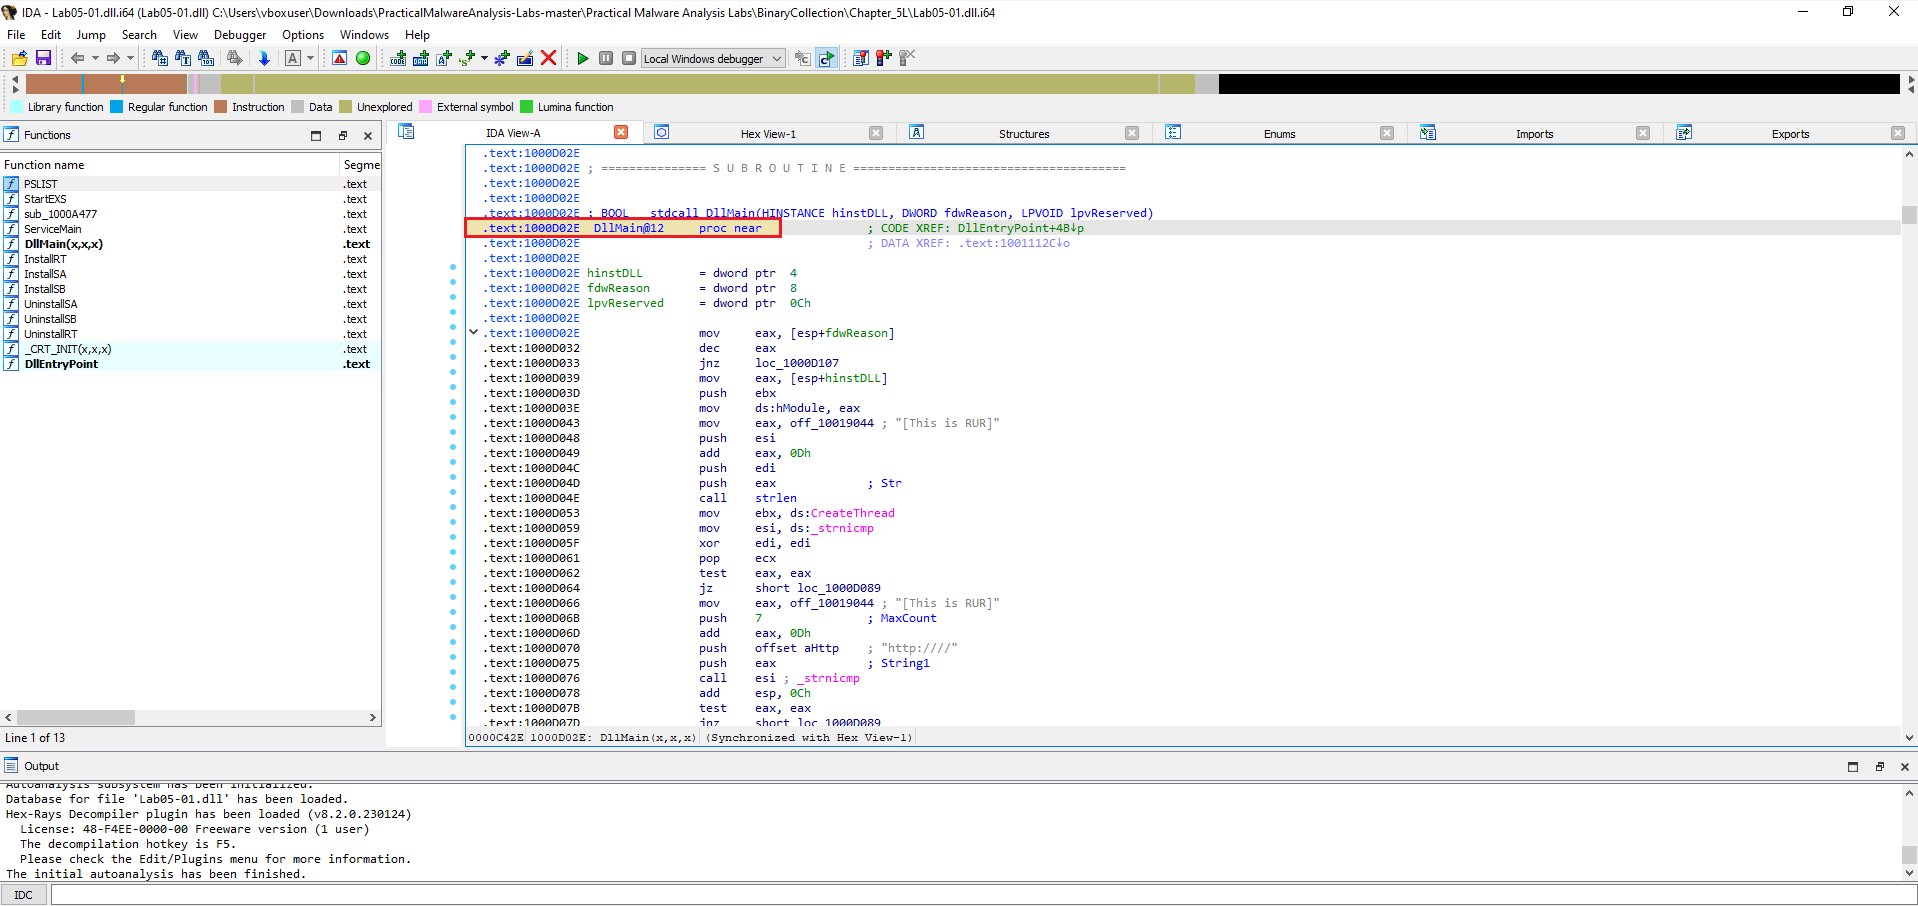 IDA - Lab05-01.dll.i64 (Lab05-01.dll) C:\Users\vboxuser\Downloads\PracticalMalwareAnalysis-Labs-master\Practical Malware Analysis Labs\BinaryCollection\Chapter_5L\Lab05-01.dll.i64
File Edit Jump Search View Debugger Options Windows Help
Local Windows debugger
Library function Regular function Instruction Data Unexplored External symbol Lumina function
Functions
Function name Segme
PSLIST .text
StartEXS .text
sub_1000A477 .text
ServiceMain .text
DllMain(x,x,x) .text
InstallRT .text
InstallSA .text
InstallSB .text
UninstallSA .text
UninstallSB .text
UninstallRT .text
_CRT_INIT(x,x,x) .text
DllEntryPoint .text
Line 1 of 13
IDA View-A Hex View-1 Structures Enums Imports Exports
.text:1000D02E
.text:1000D02E ; =============== S U B R O U T I N E =======================================
.text:1000D02E
.text:1000D02E
.text:1000D02E ; BOOL __stdcall DllMain(HINSTANCE hinstDLL, DWORD fdwReason, LPVOID lpvReserved)
.text:1000D02E _DllMain@12 proc near ; CODE XREF: DllEntryPoint+4B↓p
.text:1000D02E ; DATA XREF: .text:1001112C↓o
.text:1000D02E
.text:1000D02E hinstDLL = dword ptr 4
.text:1000D02E fdwReason = dword ptr 8
.text:1000D02E lpvReserved = dword ptr 0Ch
.text:1000D02E
.text:1000D02E mov eax, [esp+fdwReason]
.text:1000D032 dec eax
.text:1000D033 jnz loc_1000D107
.text:1000D039 mov eax, [esp+hinstDLL]
.text:1000D03D push ebx
.text:1000D03E mov ds:hModule, eax
.text:1000D043 mov eax, off_10019044 ; "[This is RUR]"
.text:1000D048 push esi
.text:1000D049 add eax, 0Dh
.text:1000D04C push edi
.text:1000D04D push eax ; Str
.text:1000D04E call strlen
.text:1000D053 mov ebx, ds:CreateThread
.text:1000D059 mov esi, ds:_strnicmp
.text:1000D05F xor edi, edi
.text:1000D061 pop ecx
.text:1000D062 test eax, eax
.text:1000D064 jz short loc_1000D089
.text:1000D066 mov eax, off_10019044 ; "[This is RUR]"
.text:1000D06B push 7 ; MaxCount
.text:1000D06D add eax, 0Dh
.text:1000D070 push offset aHttp ; "http:////"
.text:1000D075 push eax ; String1
.text:1000D076 call esi ; _strnicmp
.text:1000D078 add esp, 0Ch
.text:1000D07B test eax, eax
.text:1000D07D jnz short loc_1000D089
0000C42E 1000D02E: DllMain(x,x,x) (Synchronized with Hex View-1)
Output
Autoanalysis subsystem has been initialized.
Database for file 'Lab05-01.dll' has been loaded.
Hex-Rays Decompiler plugin has been loaded (v8.2.0.230124)
License: 48-F4EE-0000-00 Freeware version (1 user)
The decompilation hotkey is F5.
Please check the Edit/Plugins menu for more information.
The initial autoanalysis has been finished.
IDC